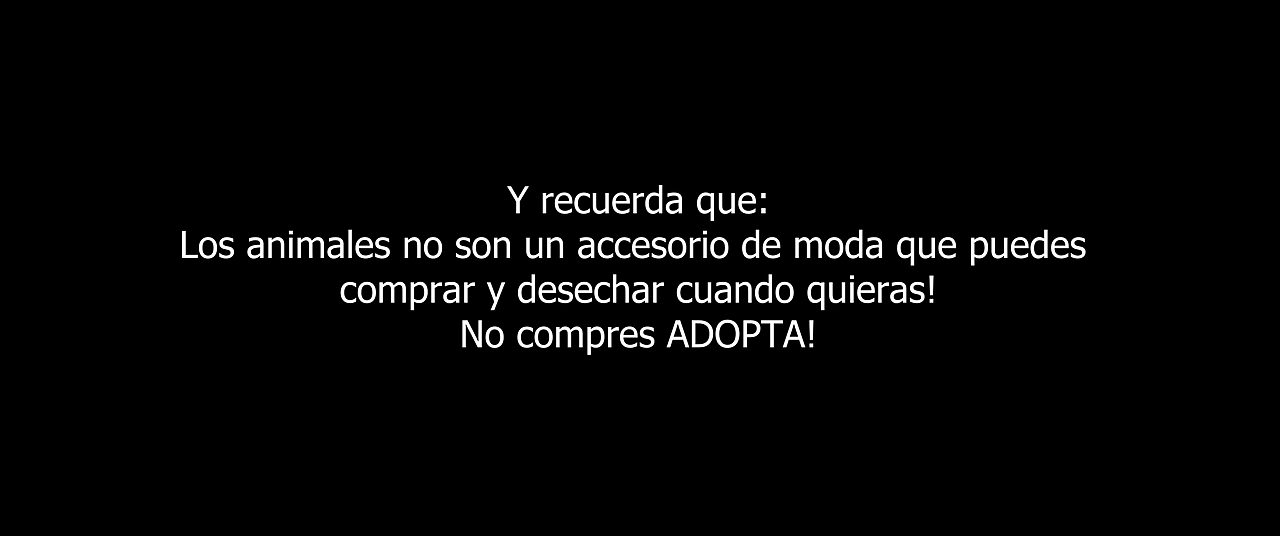 Y recuerda que:
Los animales no son un accesorio de moda que puedes
comprar y desechar cuando quieras!
No compres ADOPTA!